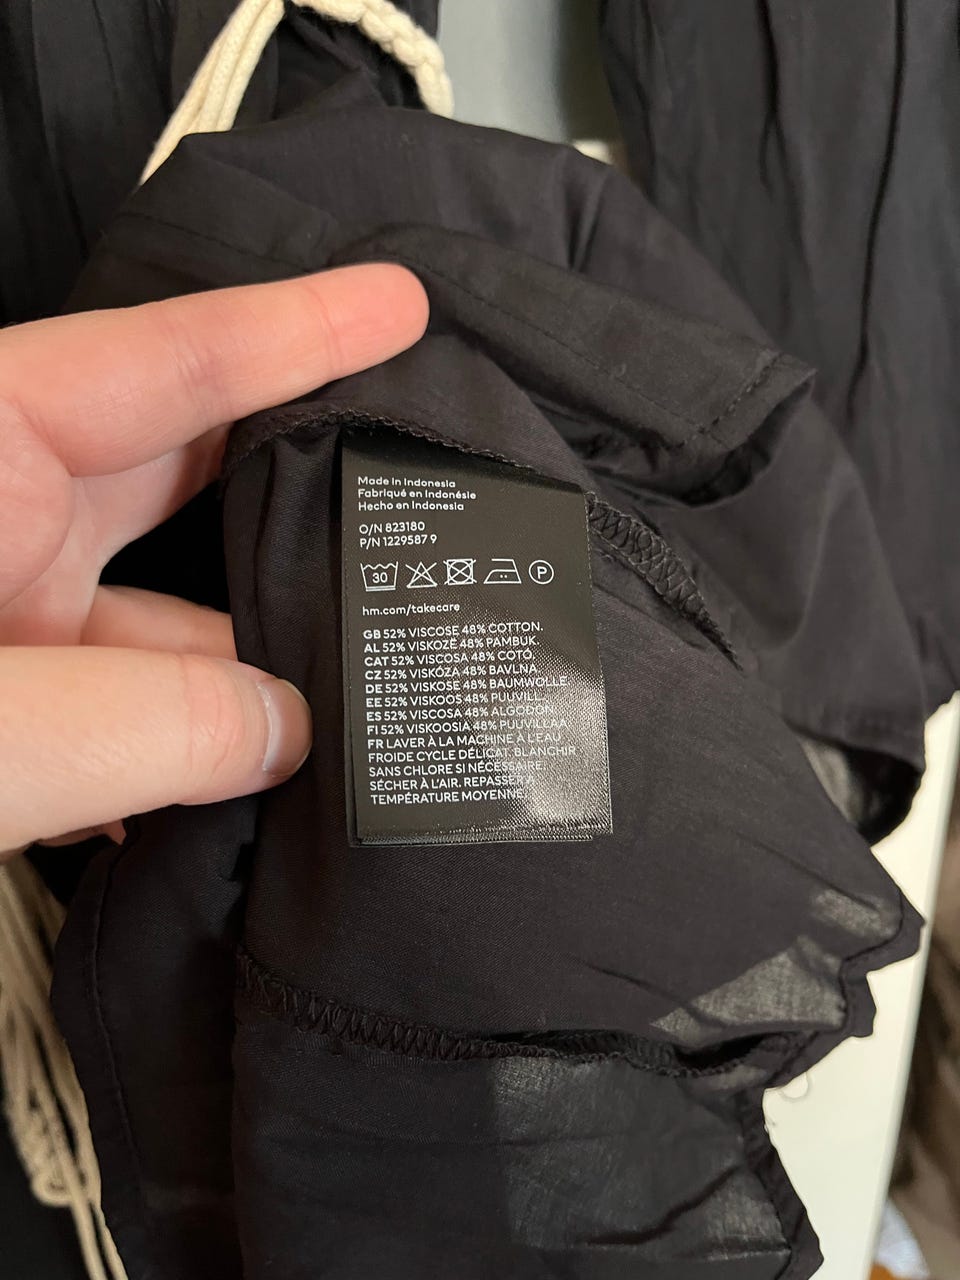 Made in Indonesia
Fabriqué en Indonésie
Hecho en Indonesia
O/N 823180
P/N 1229587 9
30 P
hm.com/takecare
GB 52% VISCOSE 48% COTTON.
AL 52% VISKOZË 48% PAMBUK.
CAT 52% VISCOSA 48% COTÓ.
CZ 52% VISKÓZA 48% BAVLNA.
DE 52% VISKOSE 48% BAUMWOLLE.
EE 52% VISKOOS 48% PUUVILL.
ES 52% VISCOSA 48% ALGODÓN.
FI 52% VISKOOSIA 48% PUUVILLAA
FR LAVER À LA MACHINE À L'EAU
FROIDE CYCLE DÉLICAT. BLANCHIR
SANS CHLORE SI NÉCESSAIRE.
SÉCHER À L'AIR. REPASSER À
TEMPÉRATURE MOYENNE.